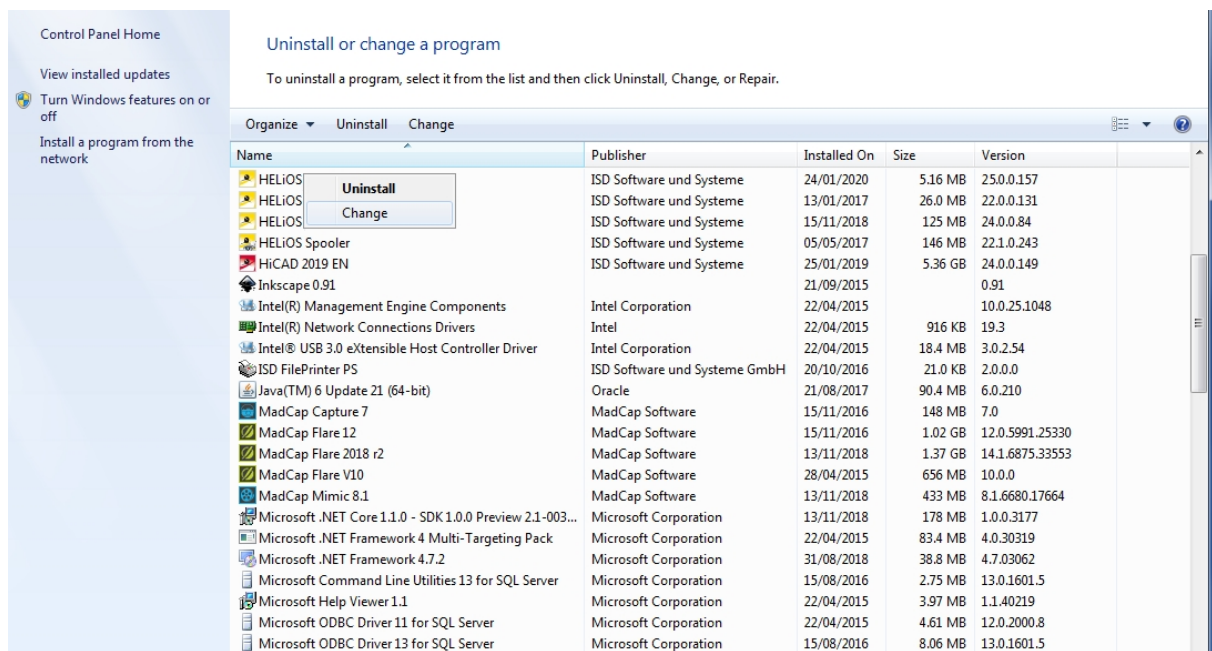 Control Panel Home
View installed updates
Turn Windows features on or
off
Install a program from the
network
Uninstall or change a program
To uninstall a program, select it from the list and then click Uninstall, Change, or Repair.
Organize Uninstall Change
Name Publisher Installed On Size Version
HELiOS ISD Software und Systeme 24/01/2020 5.16 MB 25.0.0.157
Uninstall
HELiOS ISD Software und Systeme 13/01/2017 26.0 MB 22.0.0.131
Change
HELiOS ISD Software und Systeme 15/11/2018 125 MB 24.0.0.84
HELiOS Spooler ISD Software und Systeme 05/05/2017 146 MB 22.1.0.243
HiCAD 2019 EN ISD Software und Systeme 25/01/2019 5.36 GB 24.0.0.149
Inkscape 0.91 21/09/2015 0.91
Intel(R) Management Engine Components Intel Corporation 22/04/2015 10.0.25.1048
Intel(R) Network Connections Drivers Intel 22/04/2015 916 KB 19.3
Intel® USB 3.0 eXtensible Host Controller Driver Intel Corporation 22/04/2015 18.4 MB 3.0.2.54
ISD FilePrinter PS ISD Software und Systeme GmbH 20/10/2016 21.0 KB 2.0.0.0
Java(TM) 6 Update 21 (64-bit) Oracle 21/08/2017 90.4 MB 6.0.210
MadCap Capture 7 MadCap Software 15/11/2016 148 MB 7.0
MadCap Flare 12 MadCap Software 15/11/2016 1.02 GB 12.0.5991.25330
MadCap Flare 2018 r2 MadCap Software 13/11/2018 1.37 GB 14.1.6875.33553
MadCap Flare V10 MadCap Software 28/04/2015 656 MB 10.0.0
MadCap Mimic 8.1 MadCap Software 13/11/2018 433 MB 8.1.6680.17664
Microsoft .NET Core 1.1.0 - SDK 1.0.0 Preview 2.1-003... Microsoft Corporation 13/11/2018 178 MB 1.0.0.3177
Microsoft .NET Framework 4 Multi-Targeting Pack Microsoft Corporation 22/04/2015 83.4 MB 4.0.30319
Microsoft .NET Framework 4.7.2 Microsoft Corporation 31/08/2018 38.8 MB 4.7.03062
Microsoft Command Line Utilities 13 for SQL Server Microsoft Corporation 15/08/2016 2.75 MB 13.0.1601.5
Microsoft Help Viewer 1.1 Microsoft Corporation 22/04/2015 3.97 MB 1.1.40219
Microsoft ODBC Driver 11 for SQL Server Microsoft Corporation 22/04/2015 4.61 MB 12.0.2000.8
Microsoft ODBC Driver 13 for SQL Server Microsoft Corporation 15/08/2016 8.06 MB 13.0.1601.5